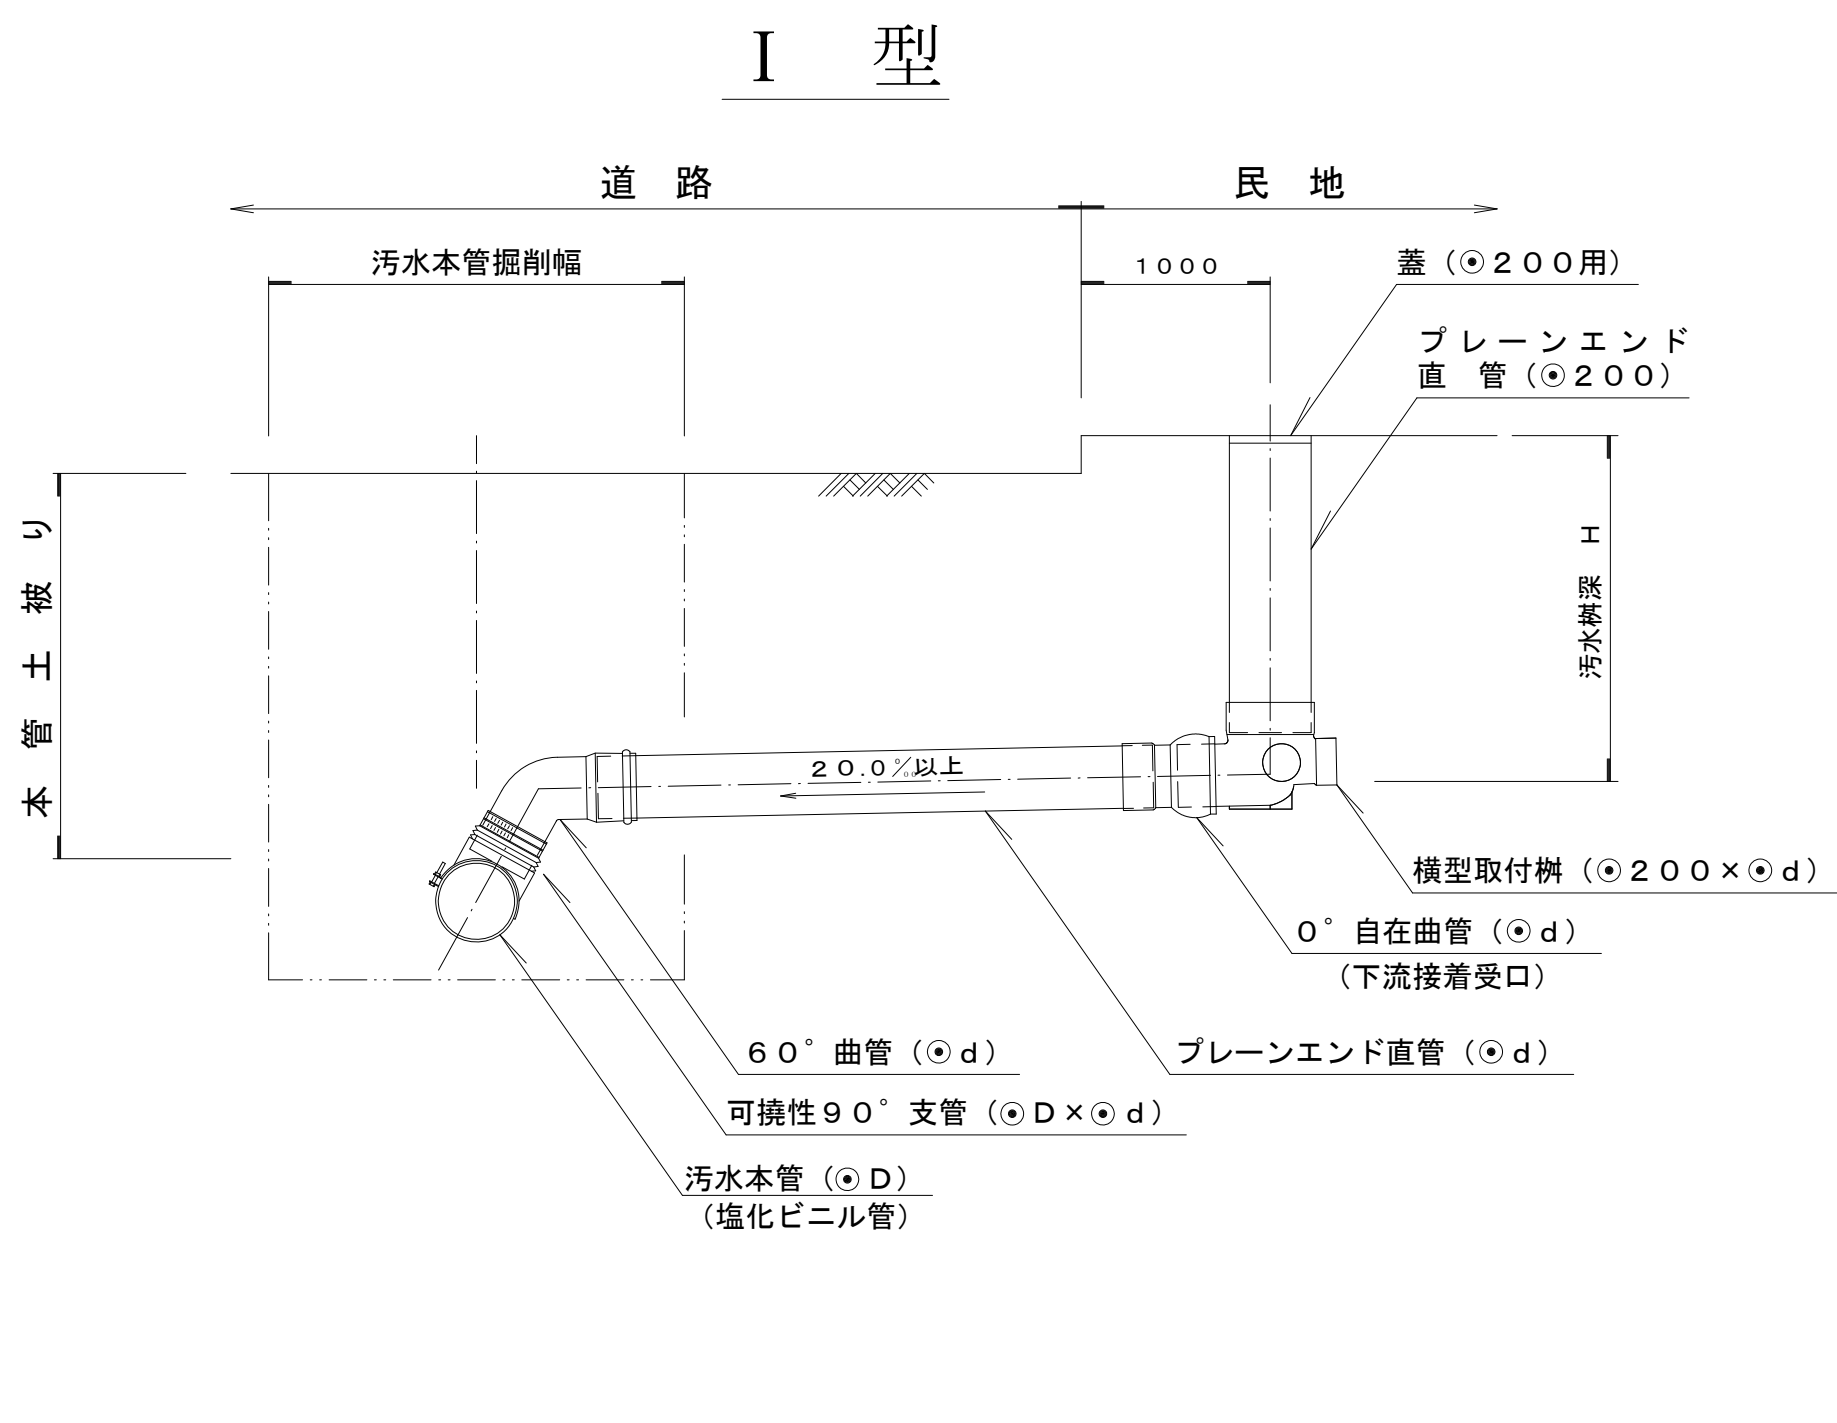 Ｉ　型
道　路
民　地
汚水本管掘削幅
１０００
蓋（⦿２００用）
プレーンエンド
直　管（⦿２００）
本管土被り
汚水桝深　Ｈ
２０.０‰以上
横型取付桝（⦿２００×⦿ｄ）
０°自在曲管（⦿ｄ）
（下流接着受口）
６０°曲管（⦿ｄ）
プレーンエンド直管（⦿ｄ）
可撓性９０°支管（⦿Ｄ×⦿ｄ）
汚水本管（⦿Ｄ）
（塩化ビニル管）